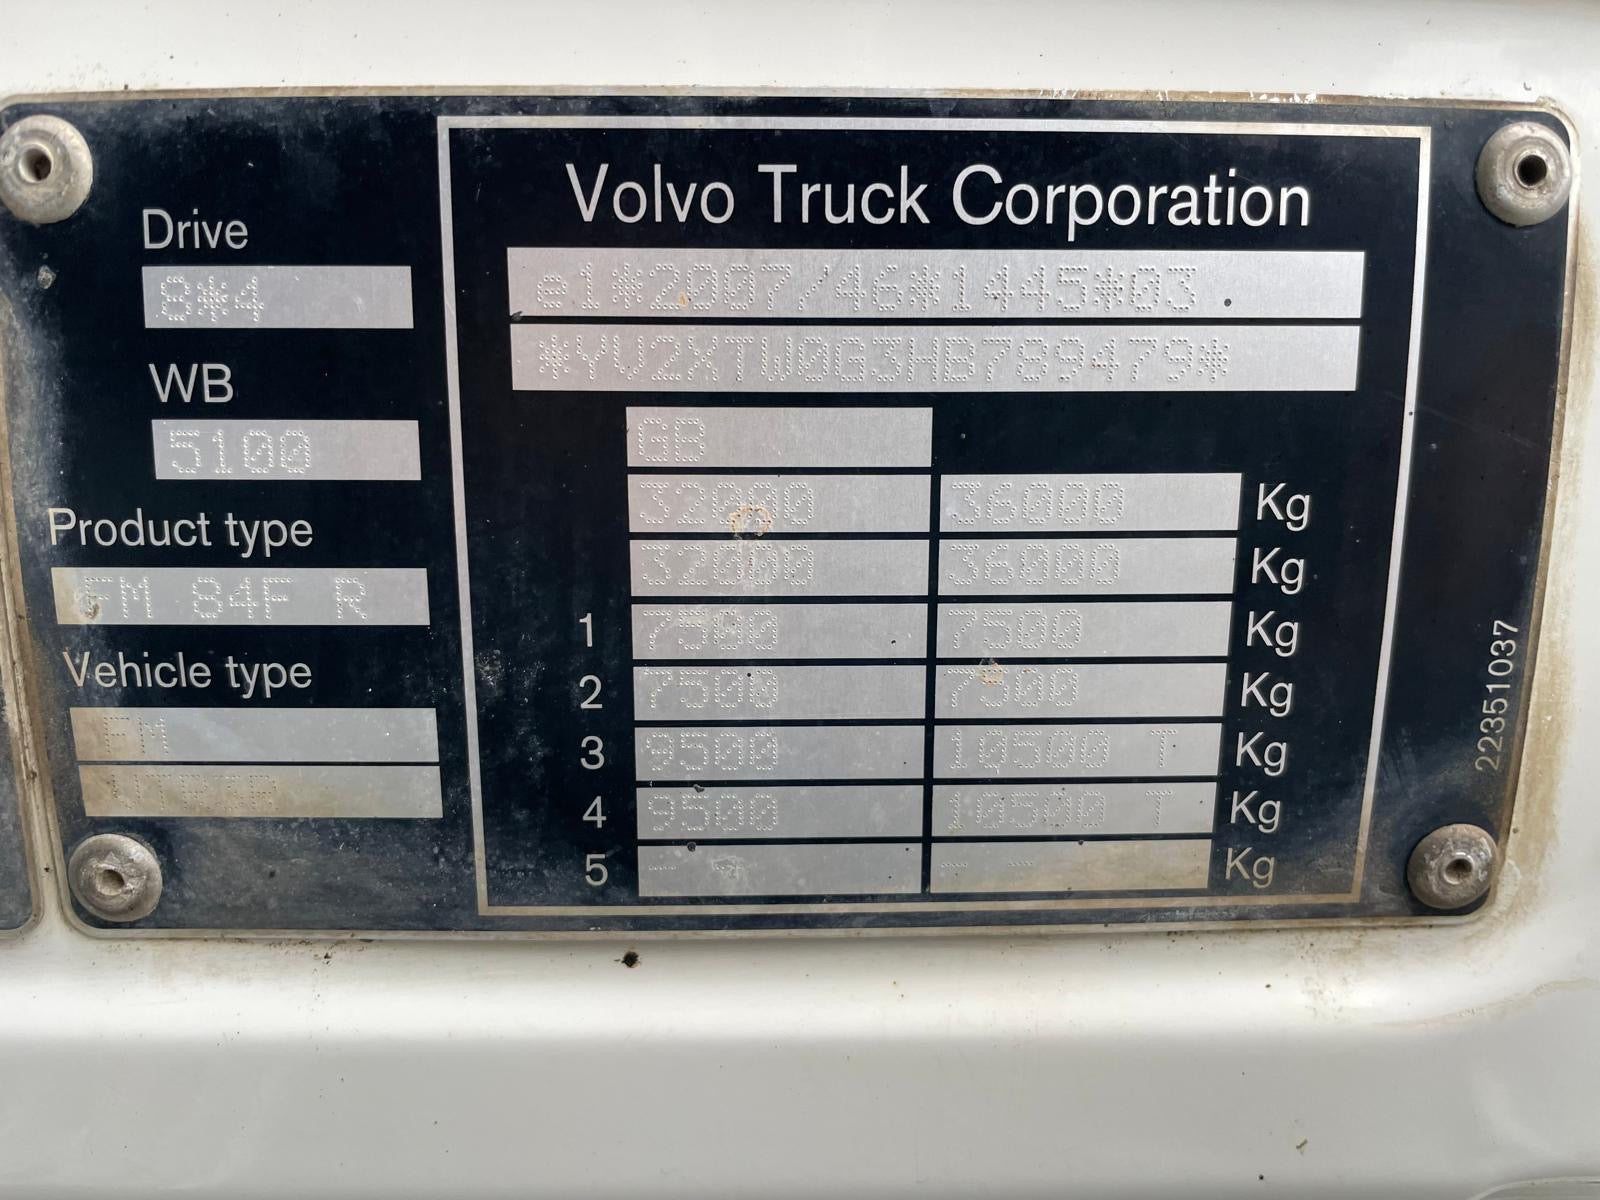 Volvo Truck Corporation
Drive
8*4
WB
5100
Product type
FM 84F R
Vehicle type
FM
VTR3R
e1*2007/46*1445*03
*YV2XTW0G3HB789479*
GB
32000 36000 Kg
32000 36000 Kg
1 7500 7500 Kg
2 7500 7500 Kg
3 9500 10500 T Kg
4 9500 10500 T Kg
5 -- -- -- -- Kg
22351037